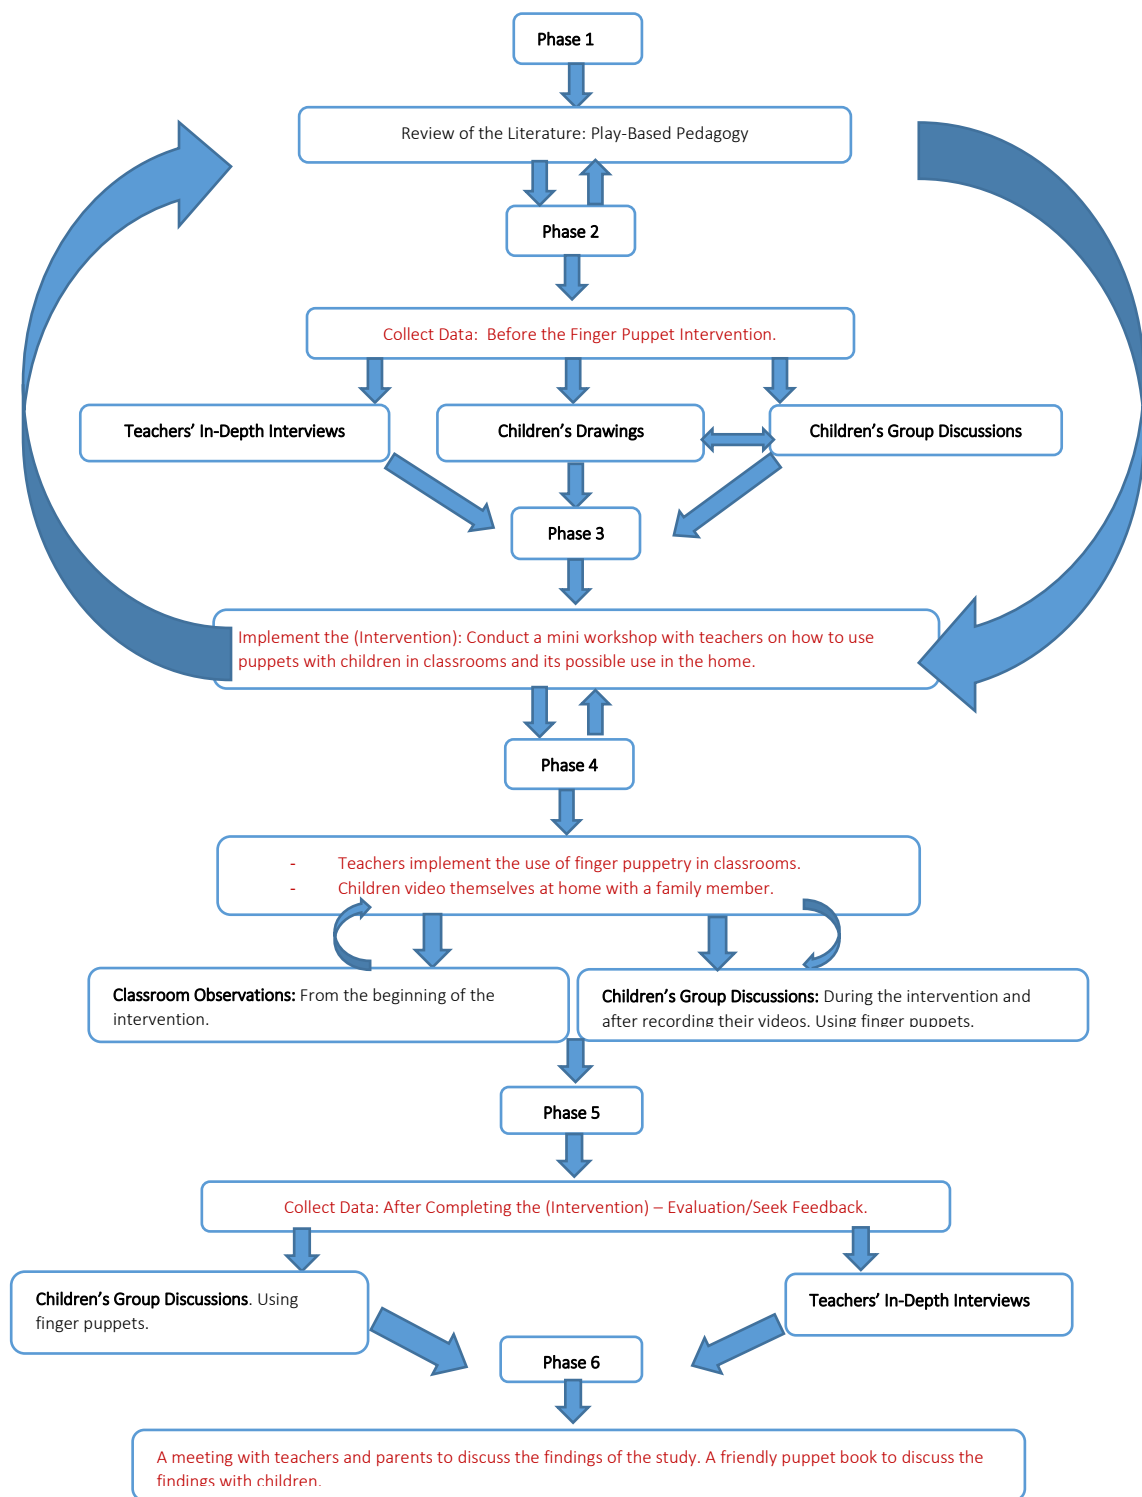 Phase 1
Review of the Literature: Play-Based Pedagogy
Phase 2
Collect Data:  Before the Finger Puppet Intervention.
Teachers’ In-Depth Interviews
Children’s Drawings
Children’s Group Discussions
Phase 3
Implement the (Intervention): Conduct a mini workshop with teachers on how to use
puppets with children in classrooms and its possible use in the home.
Phase 4
- Teachers implement the use of finger puppetry in classrooms.
- Children video themselves at home with a family member.
Classroom Observations: From the beginning of the
intervention.
Children’s Group Discussions: During the intervention and
after recording their videos. Using finger puppets.
Phase 5
Collect Data: After Completing the (Intervention) – Evaluation/Seek Feedback.
Children’s Group Discussions. Using
finger puppets.
Teachers’ In-Depth Interviews
Phase 6
A meeting with teachers and parents to discuss the findings of the study. A friendly puppet book to discuss the
findings with children.